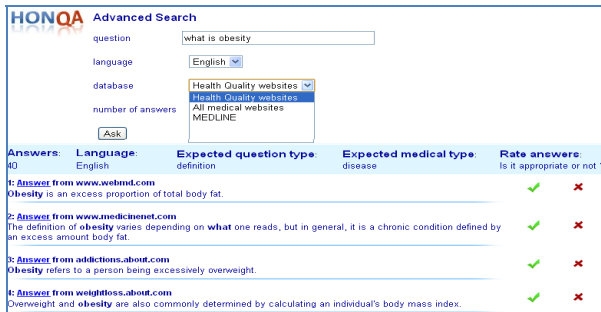 HONQA Advanced Search
question what is obesity
language English
database Health Quality websites
Health Quality websites
All medical websites
MEDLINE
number of answers
Ask
Answers: Language: Expected question type: Expected medical type: Rate answers:
40 English definition disease Is it appropriate or not
1: Answer from www.webmd.com
Obesity is an excess proportion of total body fat.
2: Answer from www.medicinenet.com
The definition of obesity varies depending on what one reads, but in general, it is a chronic condition defined by
an excess amount body fat.
3: Answer from addictions.about.com
Obesity refers to a person being excessively overweight.
4: Answer from weightloss.about.com
Overweight and obesity are also commonly determined by calculating an individual's body mass index.